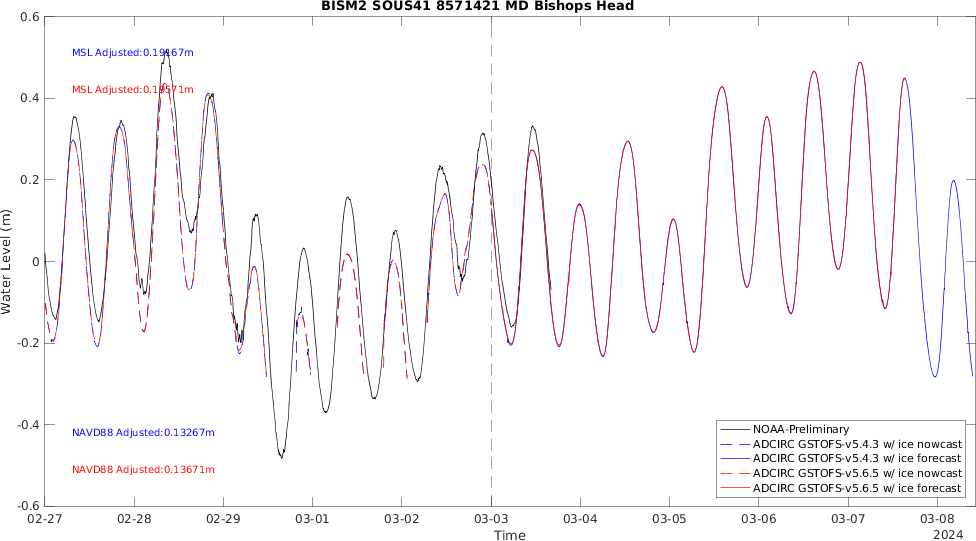 BISM2 SOUS41 8571421 MD Bishops Head
0.6
MSL Adjusted:0.19167m
MSL Adjusted:0.19571m
0.4
0.2
0
-0.2
-0.4
-0.6
Water Level (m)
NAVD88 Adjusted:0.13267m
NAVD88 Adjusted:0.13671m
NOAA-Preliminary
ADCIRC GSTOFS-v5.4.3 w/ ice nowcast
ADCIRC GSTOFS-v5.4.3 w/ ice forecast
ADCIRC GSTOFS-v5.6.5 w/ ice nowcast
ADCIRC GSTOFS-v5.6.5 w/ ice forecast
02-27 02-28 02-29 03-01 03-02 03-03 03-04 03-05 03-06 03-07 03-08
Time
2024